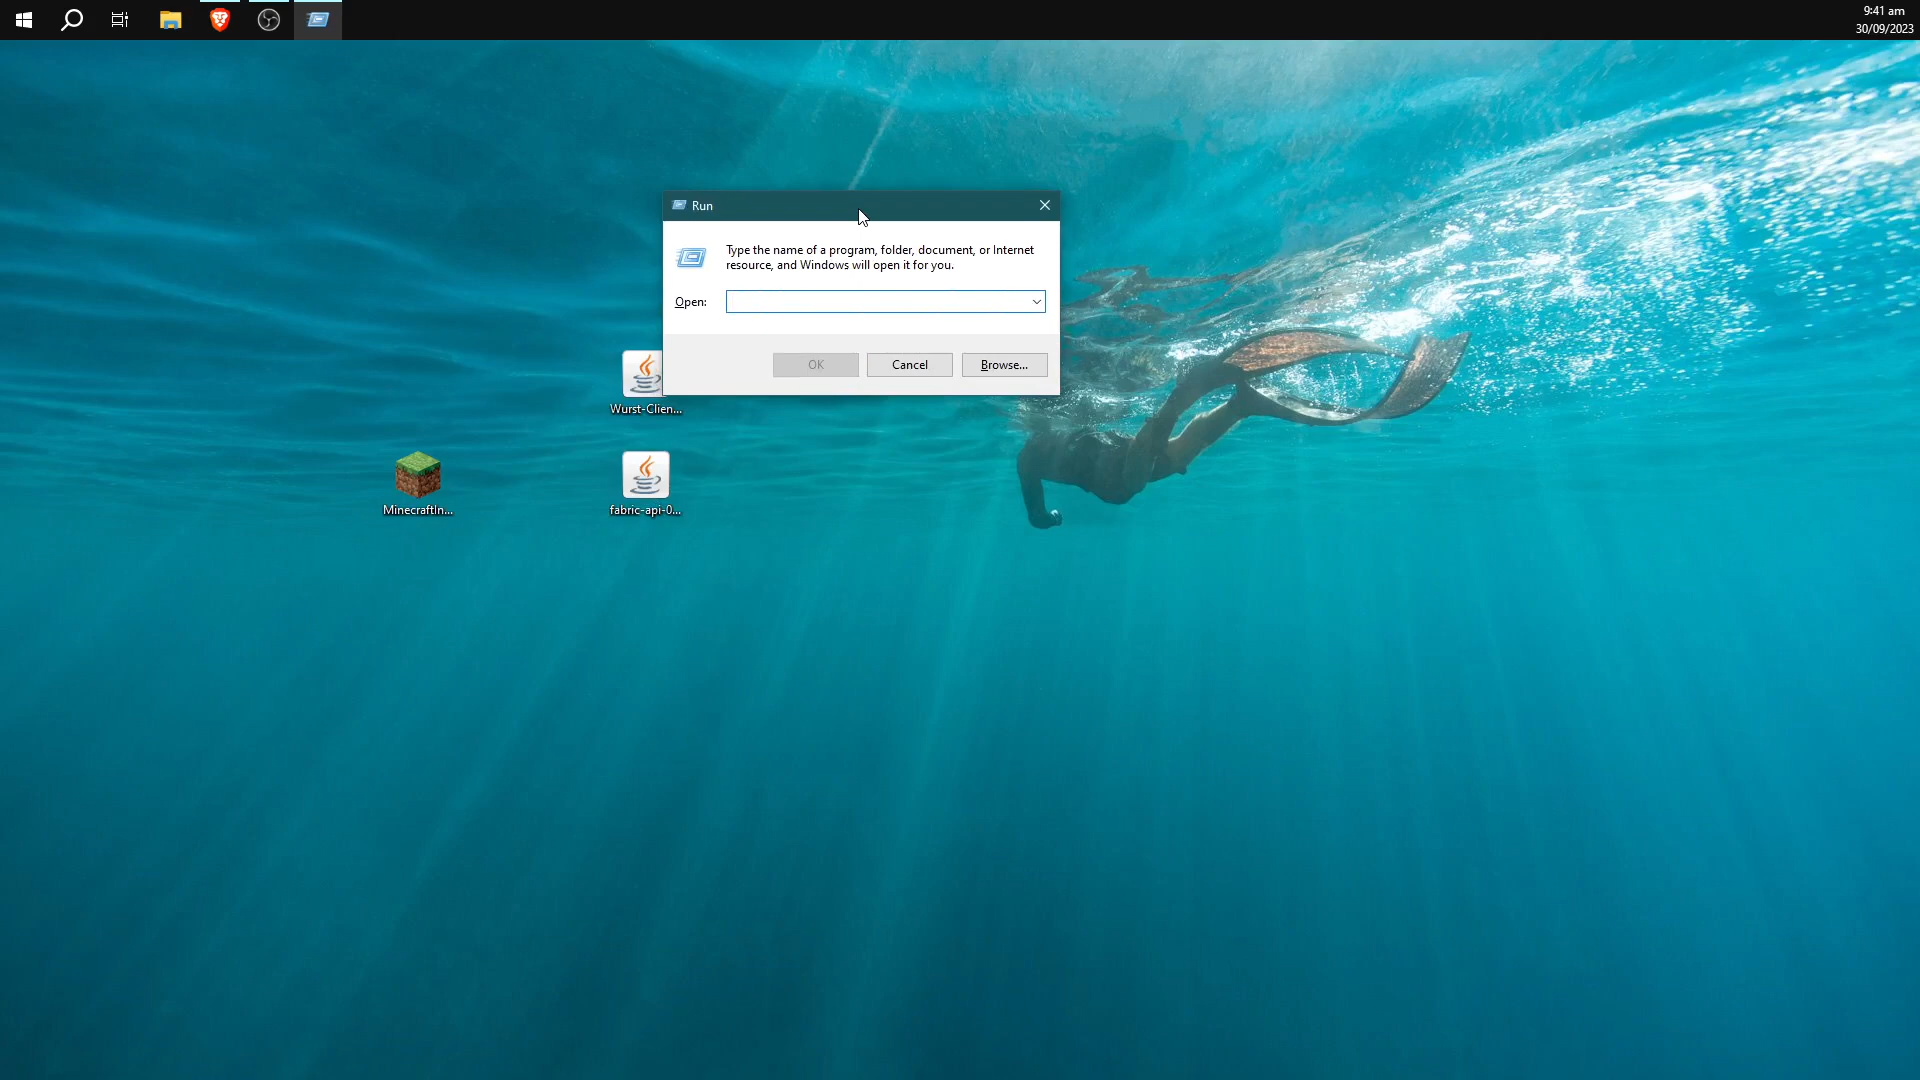 9:41 am
30/09/2023
Run
Type the name of a program, folder, document, or Internet
resource, and Windows will open it for you.
Open:
OK
Cancel
Browse...
Wurst-Clien...
MinecraftIn...
fabric-api-0...